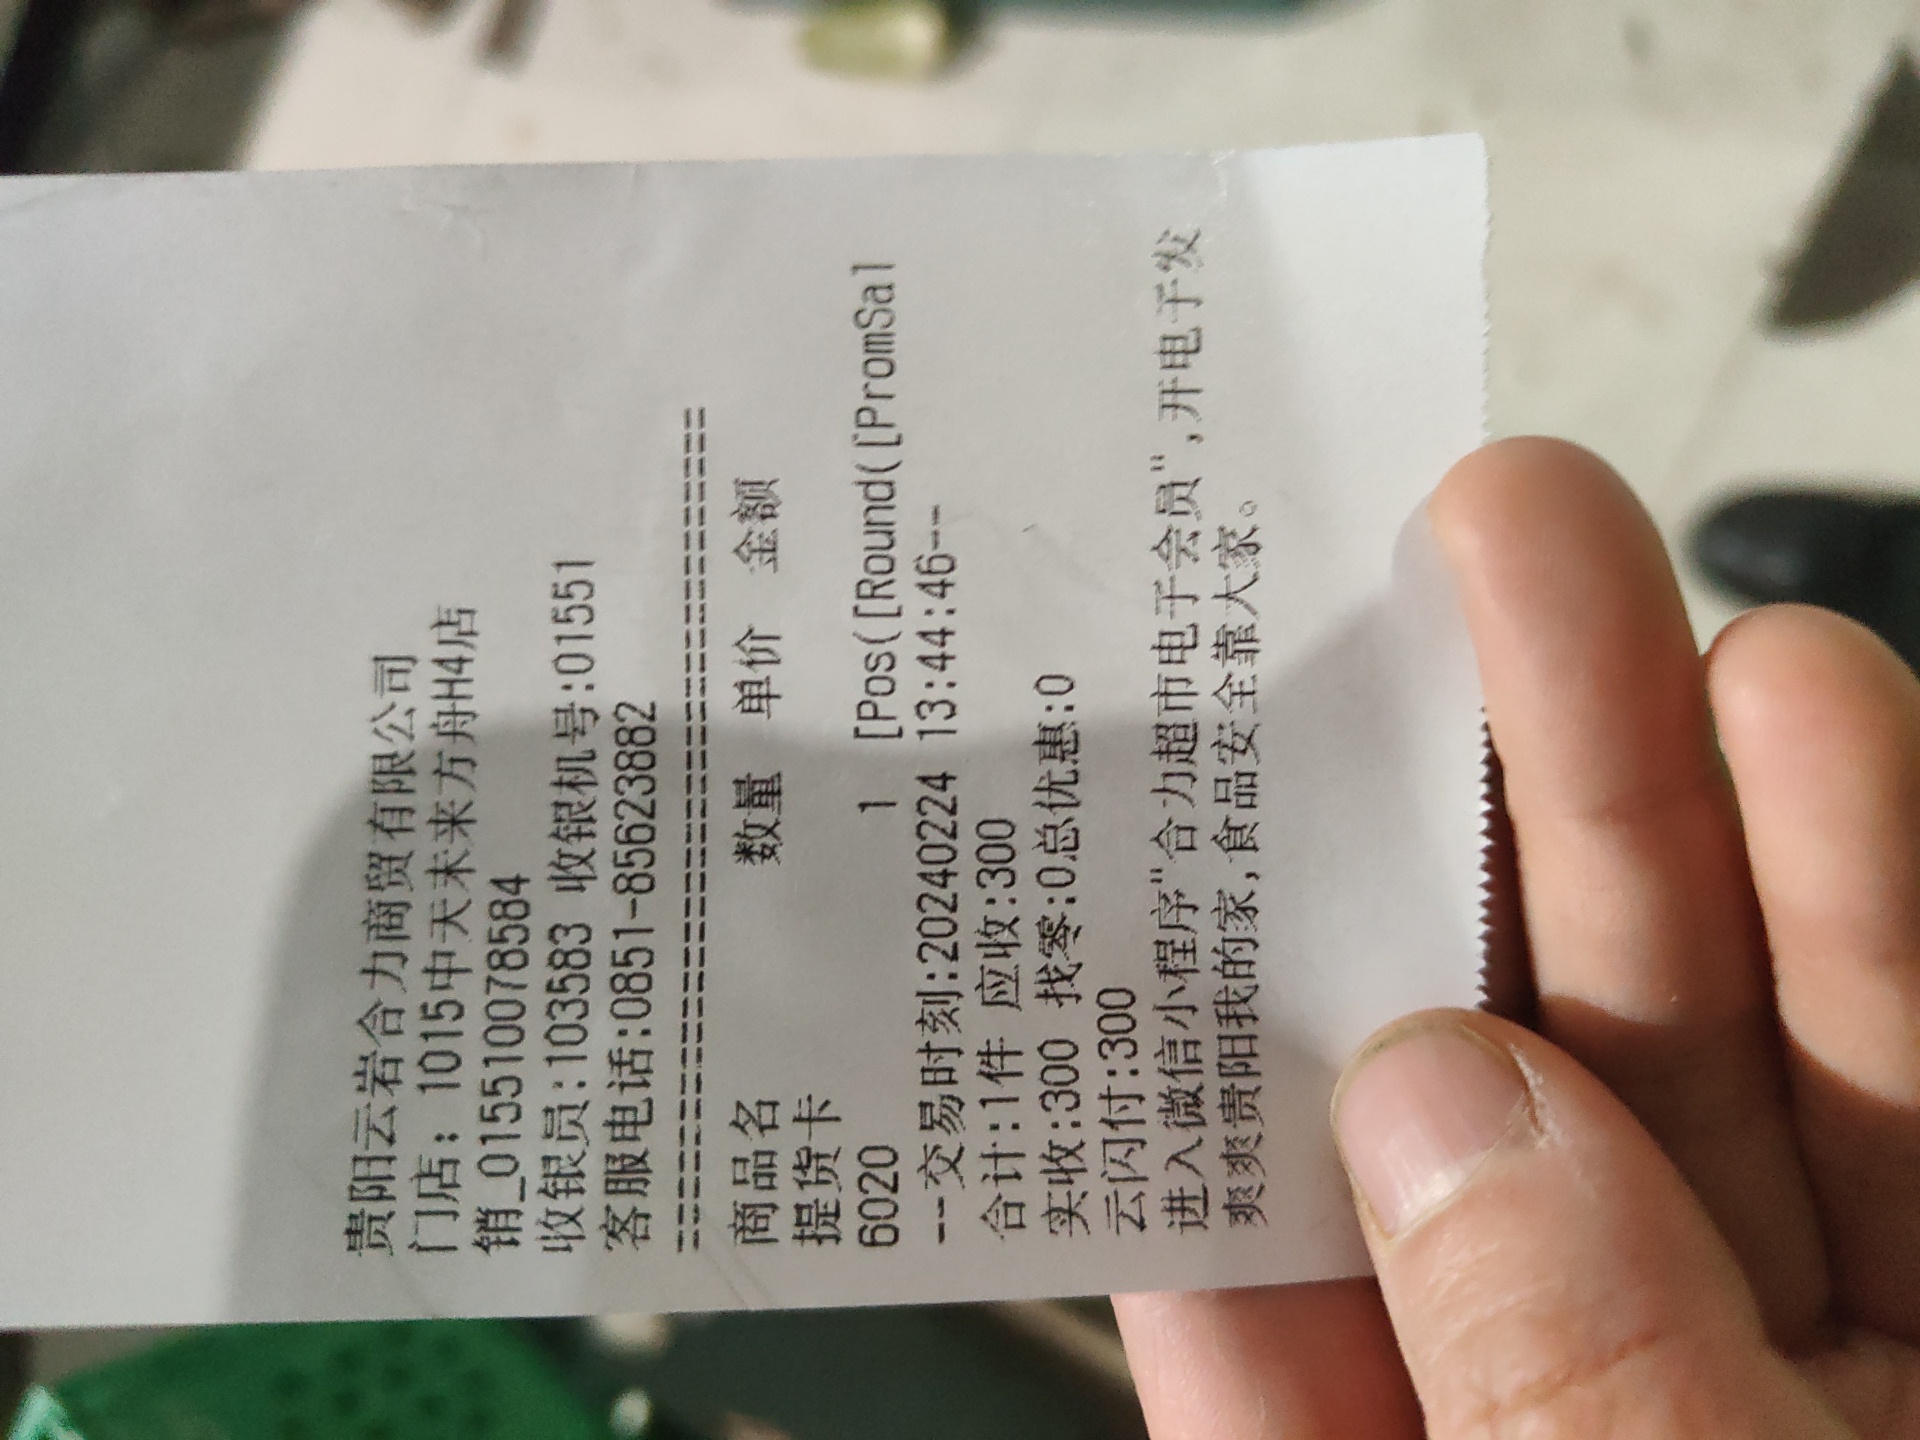 贵阳云岩合力商贸有限公司
门店: 1015中天未来方舟H4店
销_015510078584
收银员:103583 收银机号:01551
客服电话:0851-85623882
========================================
商品名 数量 单价 金额
提货卡
6020 1 [Pos([Round([PromSal
--交易时刻:20240224 13:44:46--
合计:1件 应收:300
实收:300 找零:0总优惠:0
云闪付:300
进入微信小程序"合力超市电子会员",开电子发
爽爽贵阳我的家,食品安全靠大家。